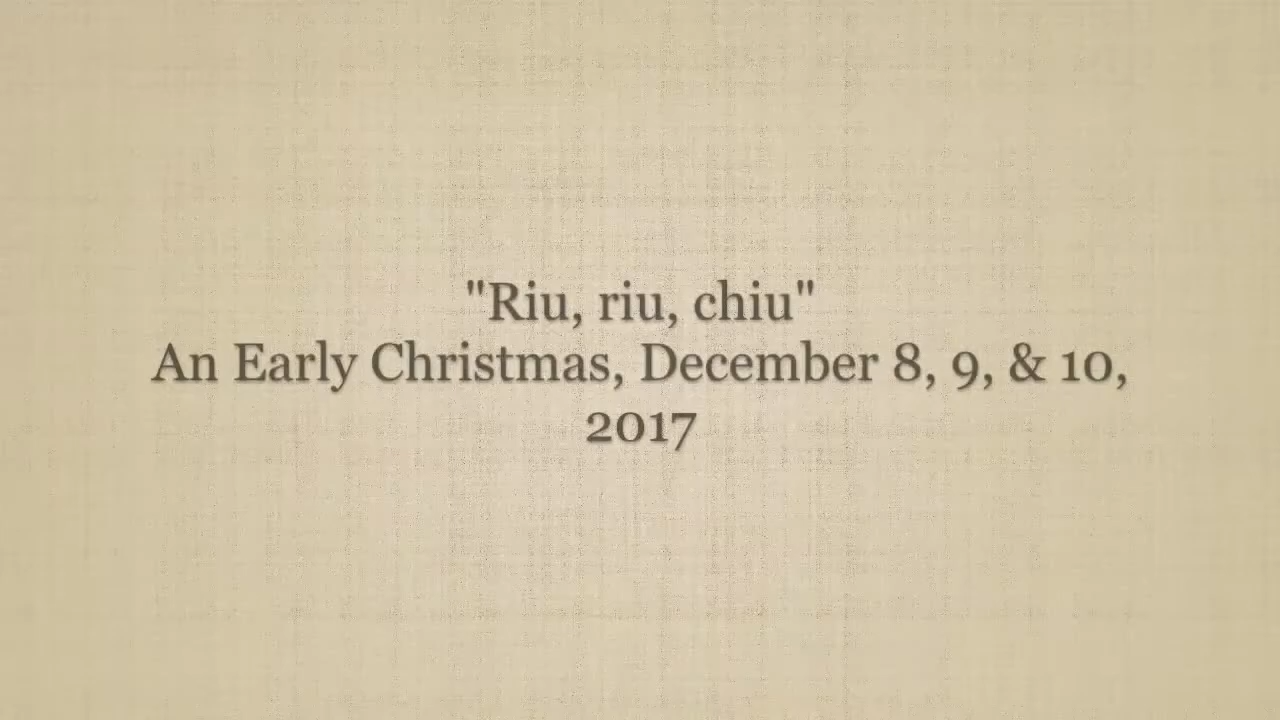 "Riu, riu, chiu"
An Early Christmas, December 8, 9, & 10,
2017